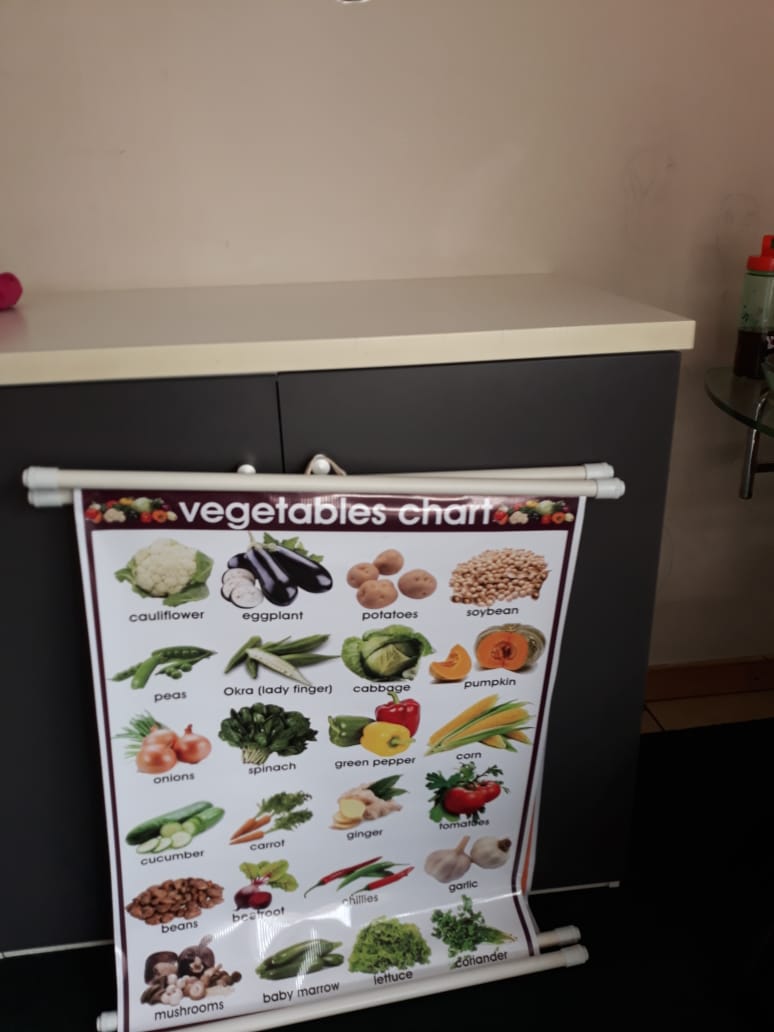 vegetables chart
cauliflower eggplant potatoes soybean
peas Okra (lady finger) cabbage pumpkin
onions spinach green pepper corn
cucumber carrot ginger tomatoes
beans beetroot chillies garlic
mushrooms baby marrow lettuce coriander